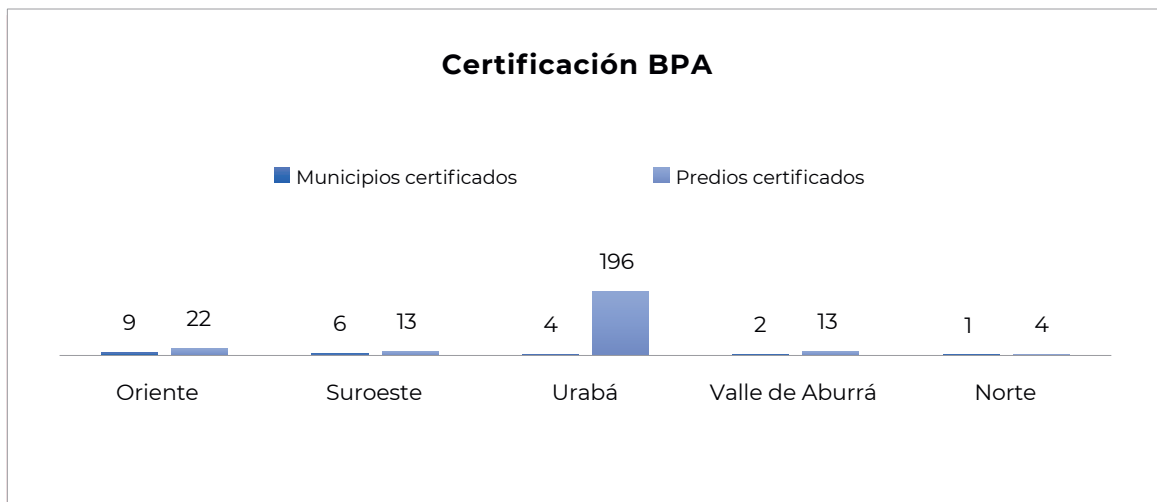 Certificación BPA
Municipios certificados Predios certificados
196
9 22 6 13 4 2 13 1 4
Oriente Suroeste Urabá Valle de Aburrá Norte